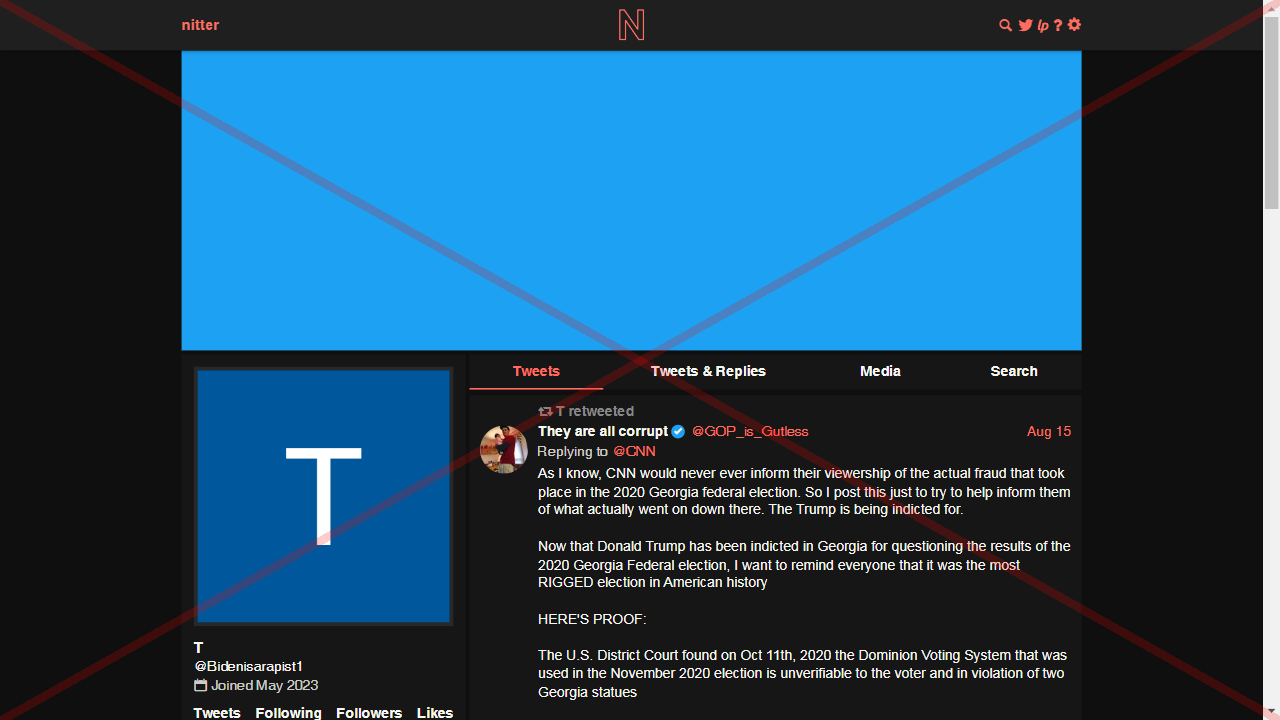 nitter
N
lp ?
Tweets Tweets & Replies Media Search
T
T retweeted
They are all corrupt @GOP_is_Gutless Aug 15
Replying to @CNN
As I know, CNN would never ever inform their viewership of the actual fraud that took
place in the 2020 Georgia federal election. So I post this just to try to help inform them
of what actually went on down there. The Trump is being indicted for.
Now that Donald Trump has been indicted in Georgia for questioning the results of the
2020 Georgia Federal election, I want to remind everyone that it was the most
RIGGED election in American history
HERE'S PROOF:
The U.S. District Court found on Oct 11th, 2020 the Dominion Voting System that was
used in the November 2020 election is unverifiable to the voter and in violation of two
Georgia statues
T
@Bidenisarapist1
Joined May 2023
Tweets Following Followers Likes